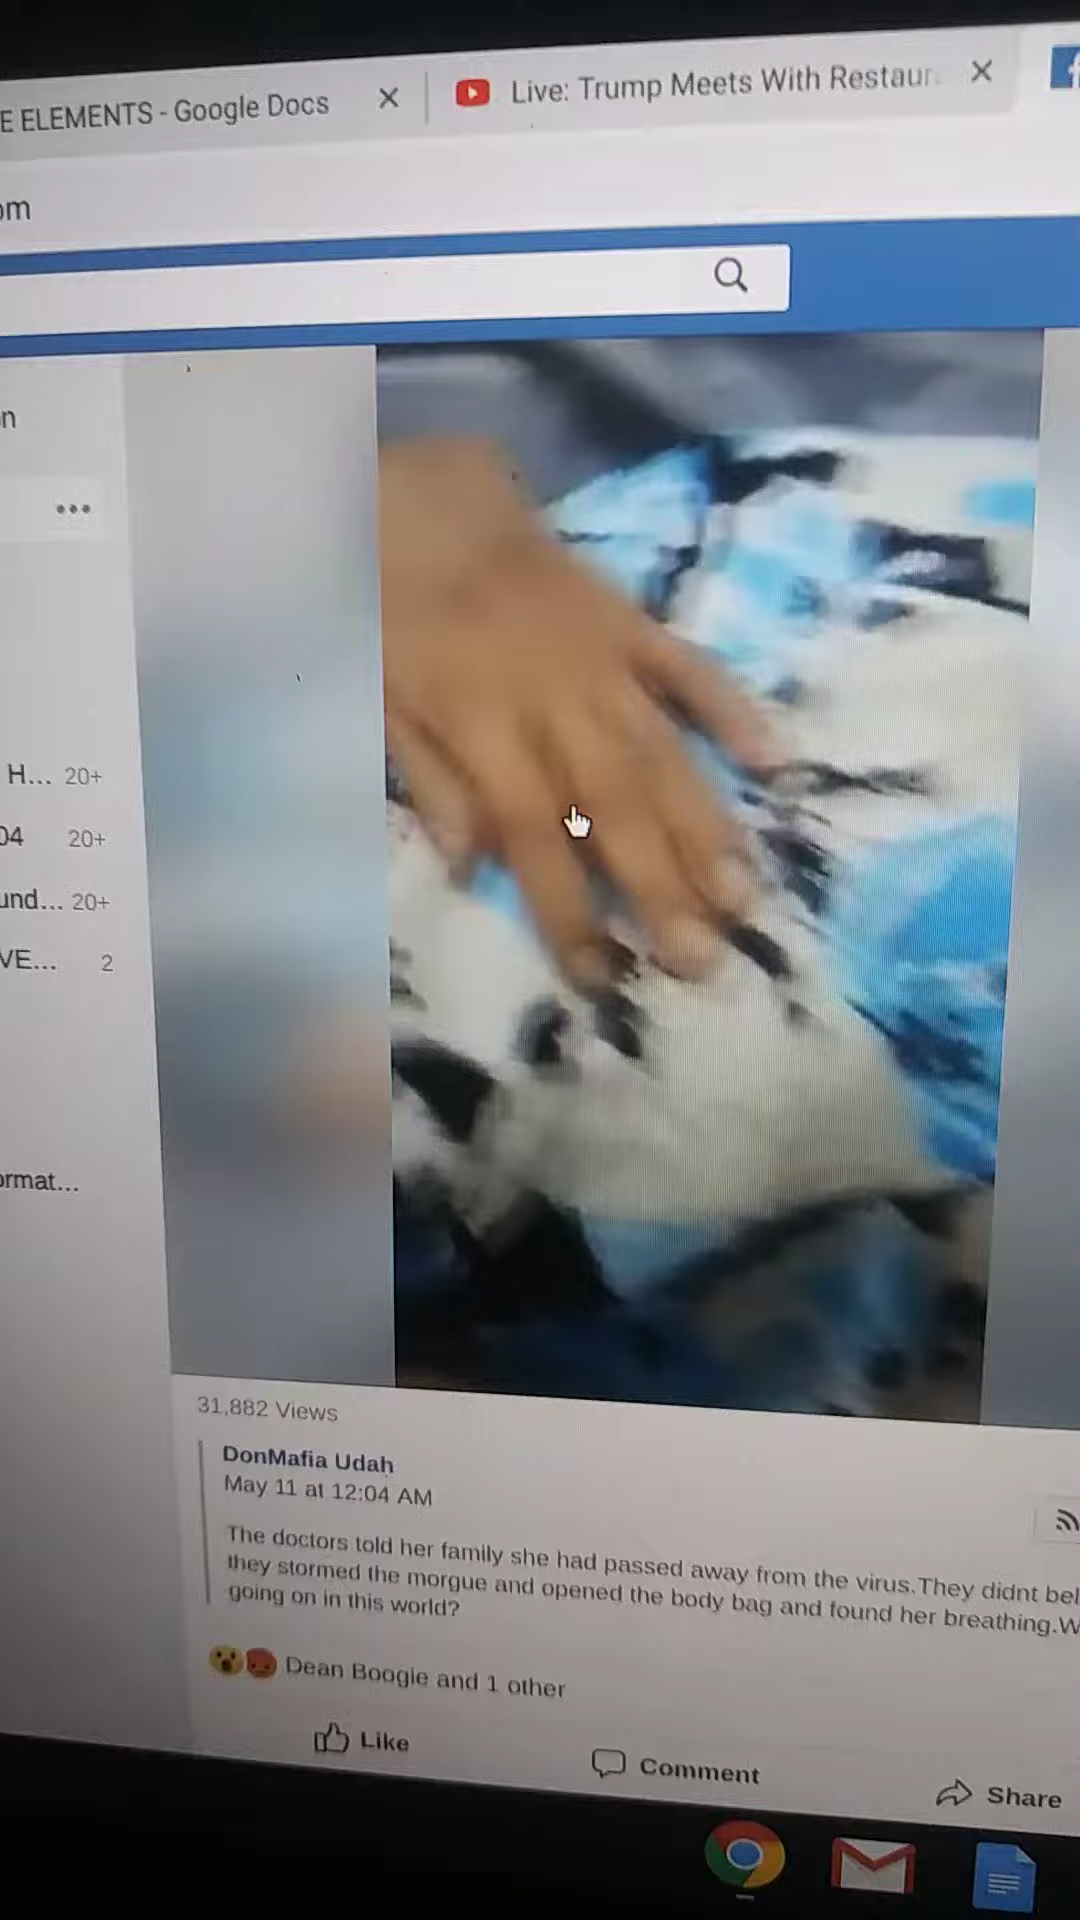 E ELEMENTS - Google Docs
Live: Trump Meets With Restaur
om
n
H... 20+
04 20+
und... 20+
VE... 2
ormat...
31,882 Views
DonMafia Udah
May 11 at 12:04 AM
The doctors told her family she had passed away from the virus.They didnt bel
they stormed the morgue and opened the body bag and found her breathing.W
going on in this world?
Dean Boogie and 1 other
Like
Comment
Share